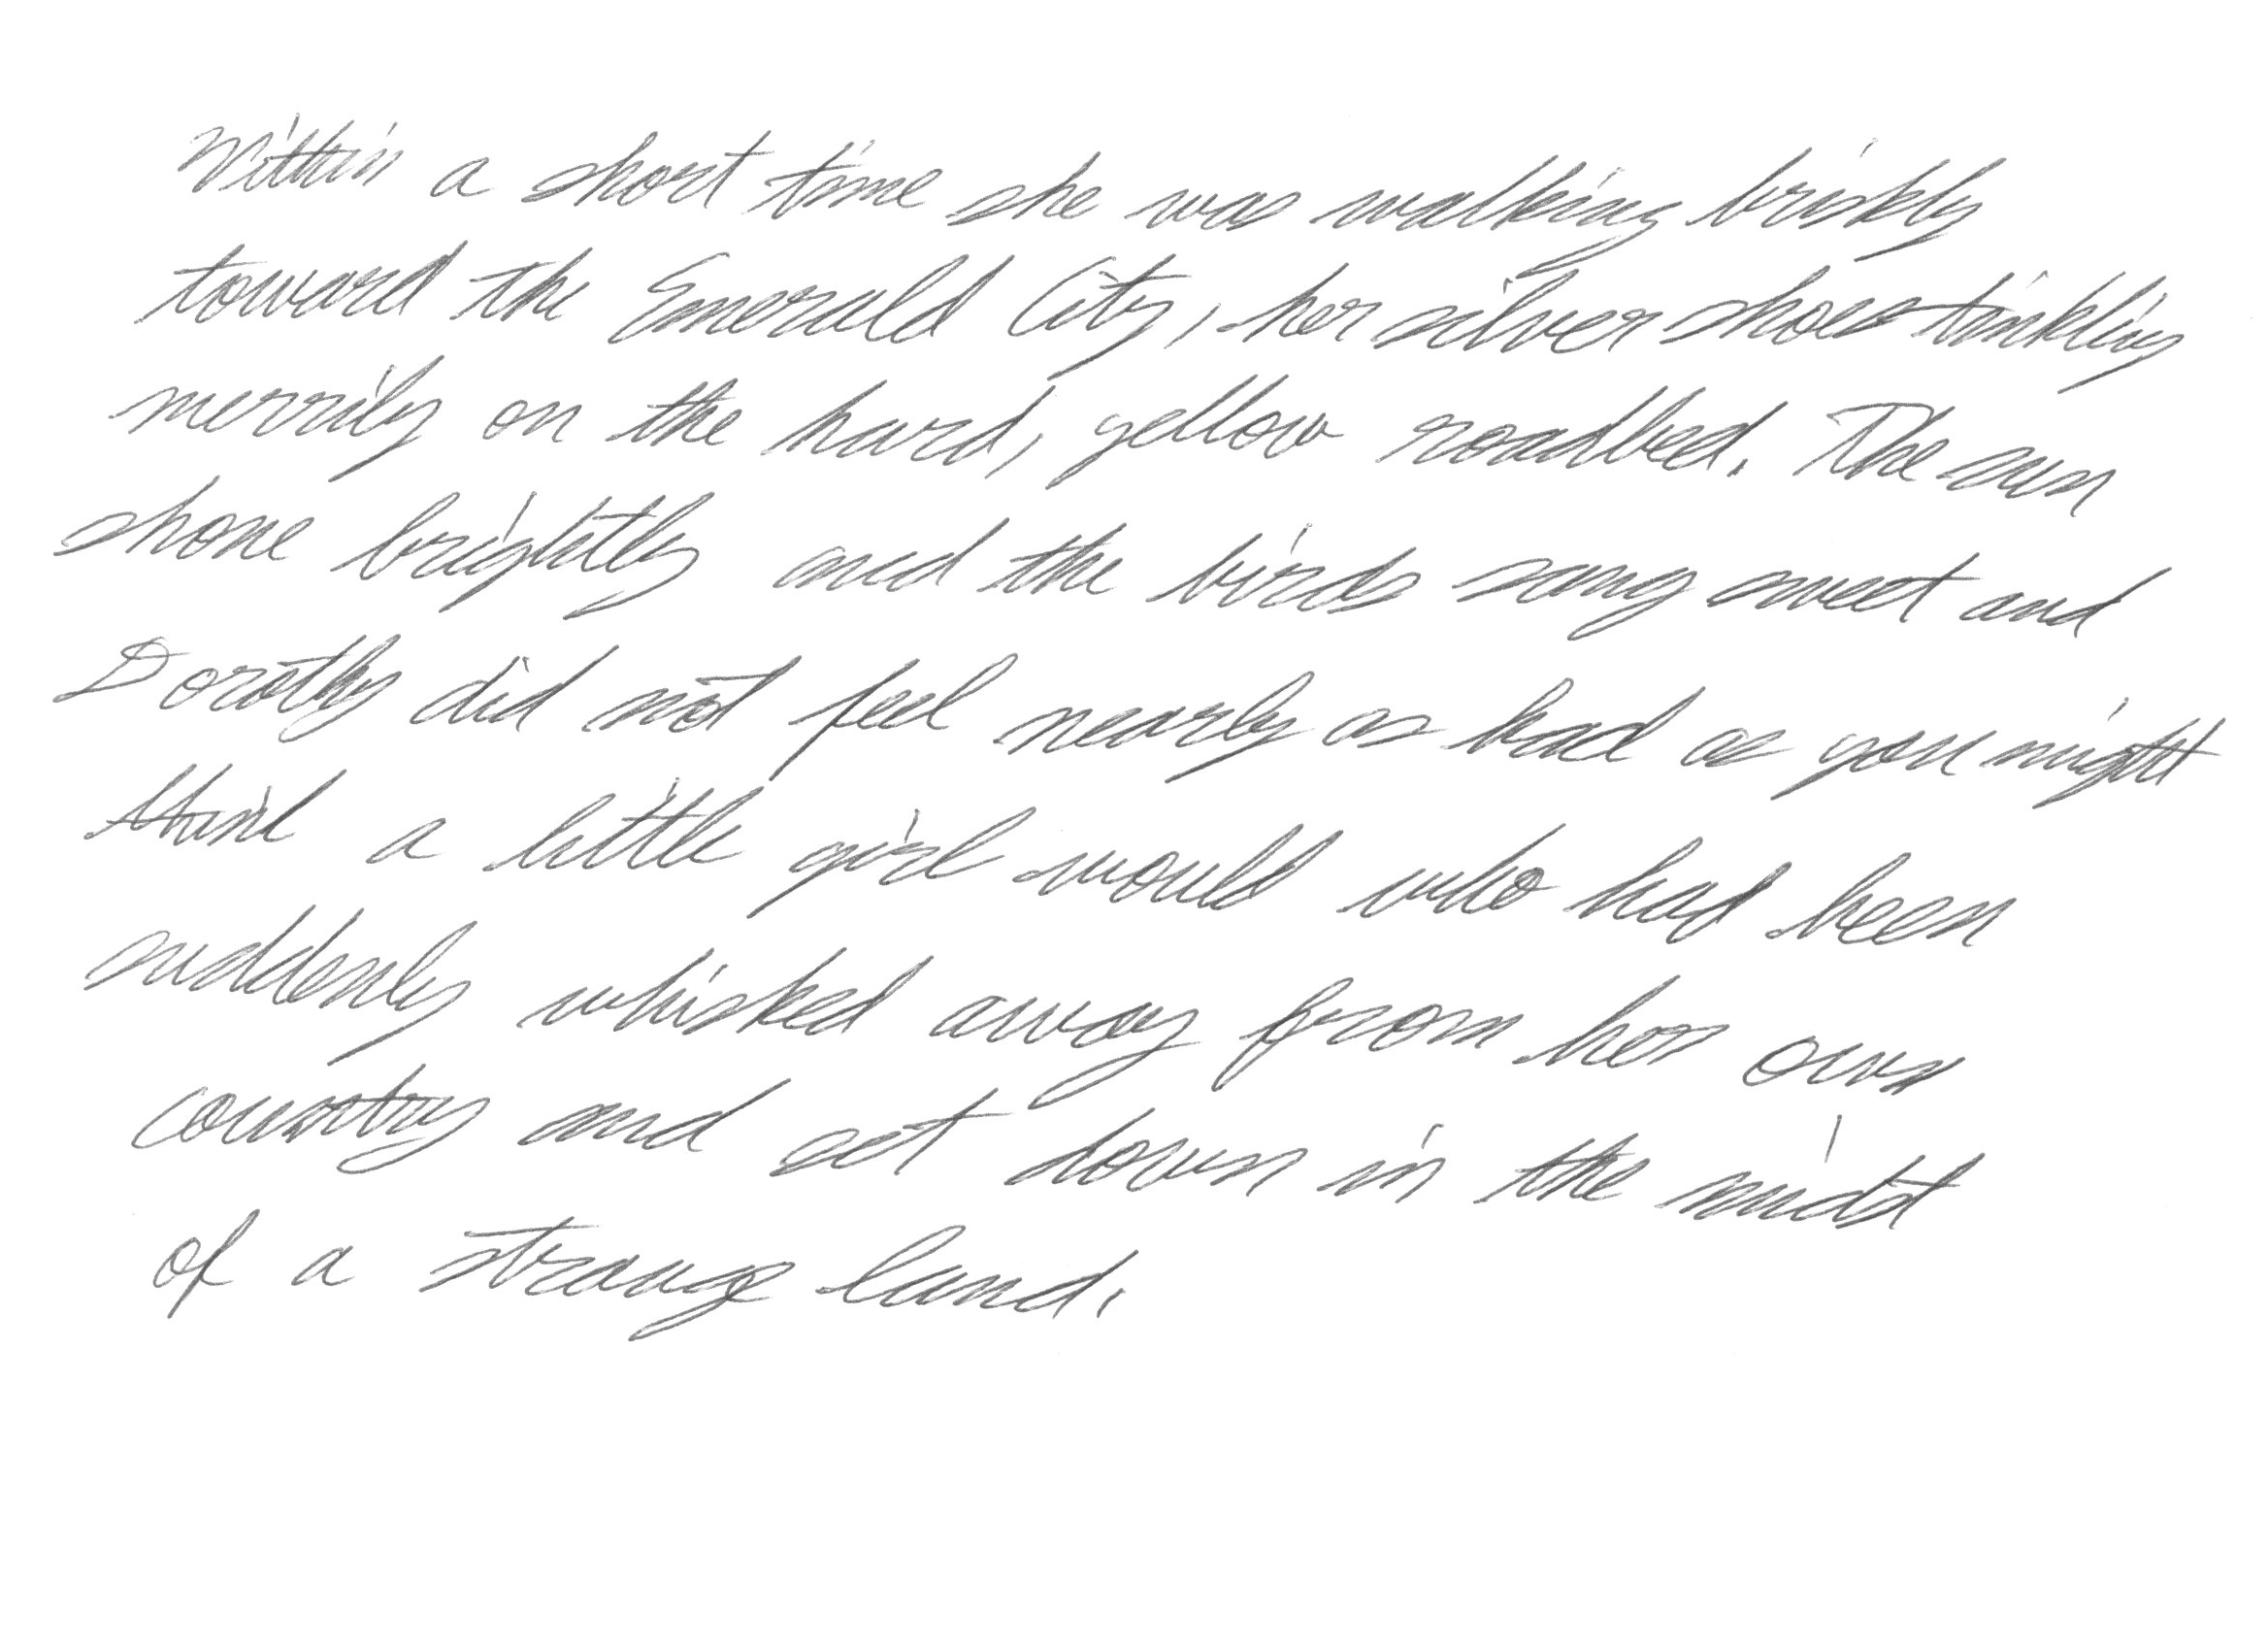 Within a short time she was walking briskly
toward the Emerald City, her silver shoes tinkling
merrily on the hard, yellow roadbed. The sun
shone brightly and the birds sang sweet and
Dorothy did not feel nearly as bad as you might
think a little girl would who had been
suddenly whisked away from her own
country and set down in the midst
of a strange land.